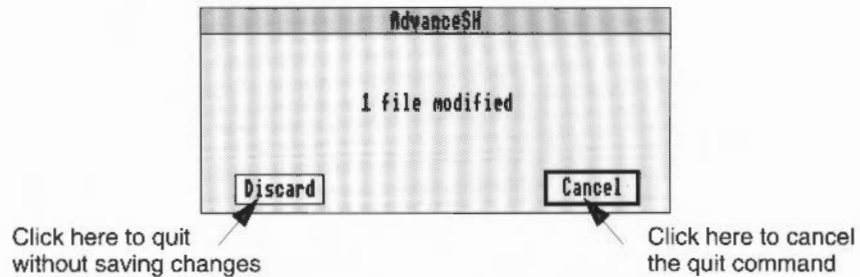 AdvanceSH
1 file modified
Discard
Cancel
Click here to quit
without saving changes
Click here to cancel
the quit command